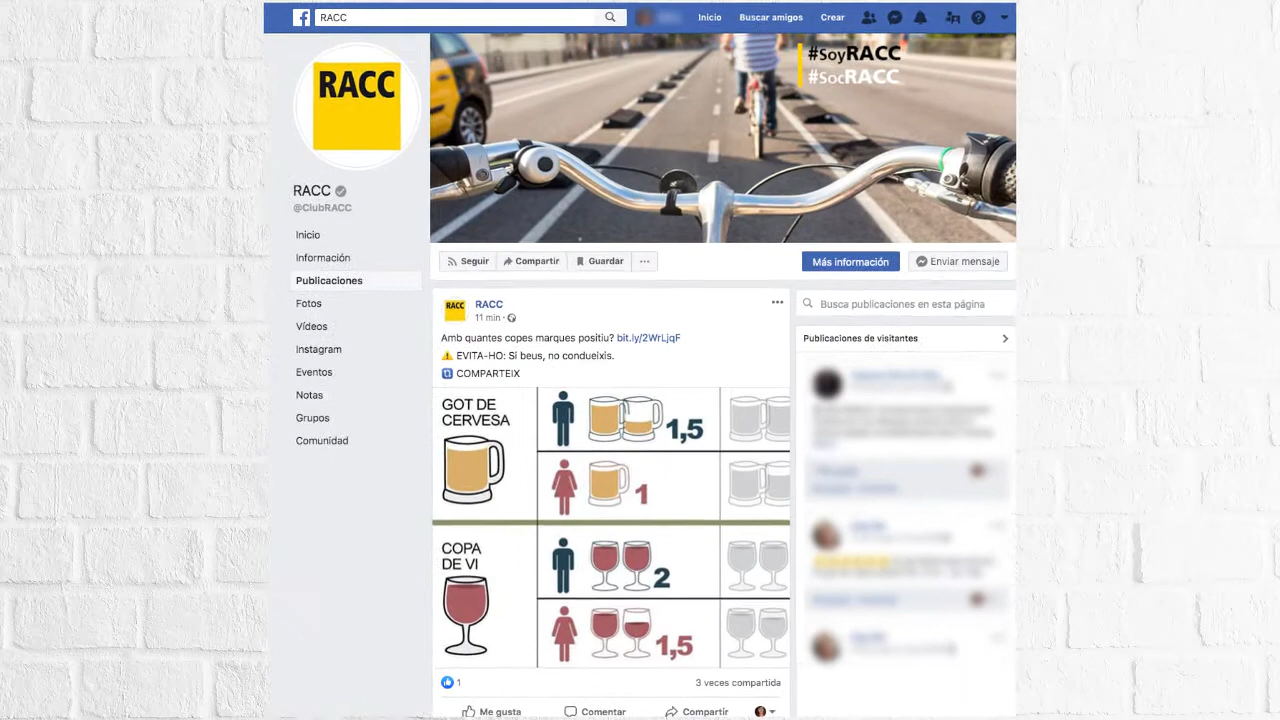 RACC
Inicio
Buscar amigos
Crear
RACC
#SoyRACC
#SocRACC
RACC
@ClubRACC
Inicio
Información
Publicaciones
Fotos
Vídeos
Instagram
Eventos
Notas
Grupos
Comunidad
Seguir
Compartir
Guardar
...
Más información
Enviar mensaje
RACC
RACC
11 min ·
Amb quantes copes marques positiu? bit.ly/2WrLjqF
EVITA-HO: Si beus, no condueixis.
COMPARTEIX
GOT DE
CERVESA
1,5
1
COPA
DE VI
2
1,5
1
3 veces compartida
Me gusta
Comentar
Compartir
Busca publicaciones en esta página
Publicaciones de visitantes